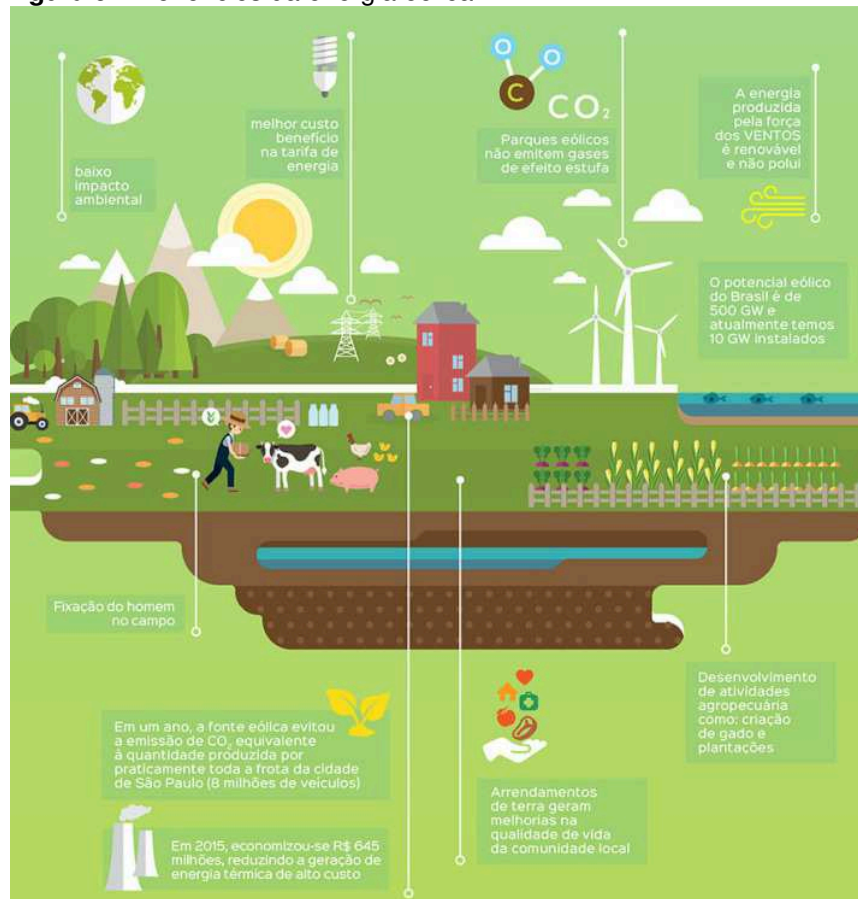 baixo
impacto
ambiental
melhor custo
benefício
na tarifa de
energia
O
O
C
CO₂
Parques eólicos
não emitem gases
de efeito estufa
A energia
produzida
pela força
dos VENTOS
é renovável
e não polui
O potencial eólico
do Brasil é de
500 GW e
atualmente temos
10 GW instalados
Fixação do homem
no campo
Em um ano, a fonte eólica evitou
a emissão de CO₂ equivalente
à quantidade produzida por
praticamente toda a frota da cidade
de São Paulo (8 milhões de veículos)
Em 2015, economizou-se R$ 645
milhões, reduzindo a geração de
energia térmica de alto custo
Arrendamentos
de terra geram
melhorias na
qualidade de vida
da comunidade local
Desenvolvimento
de atividades
agropecuária
como: criação
de gado e
plantações